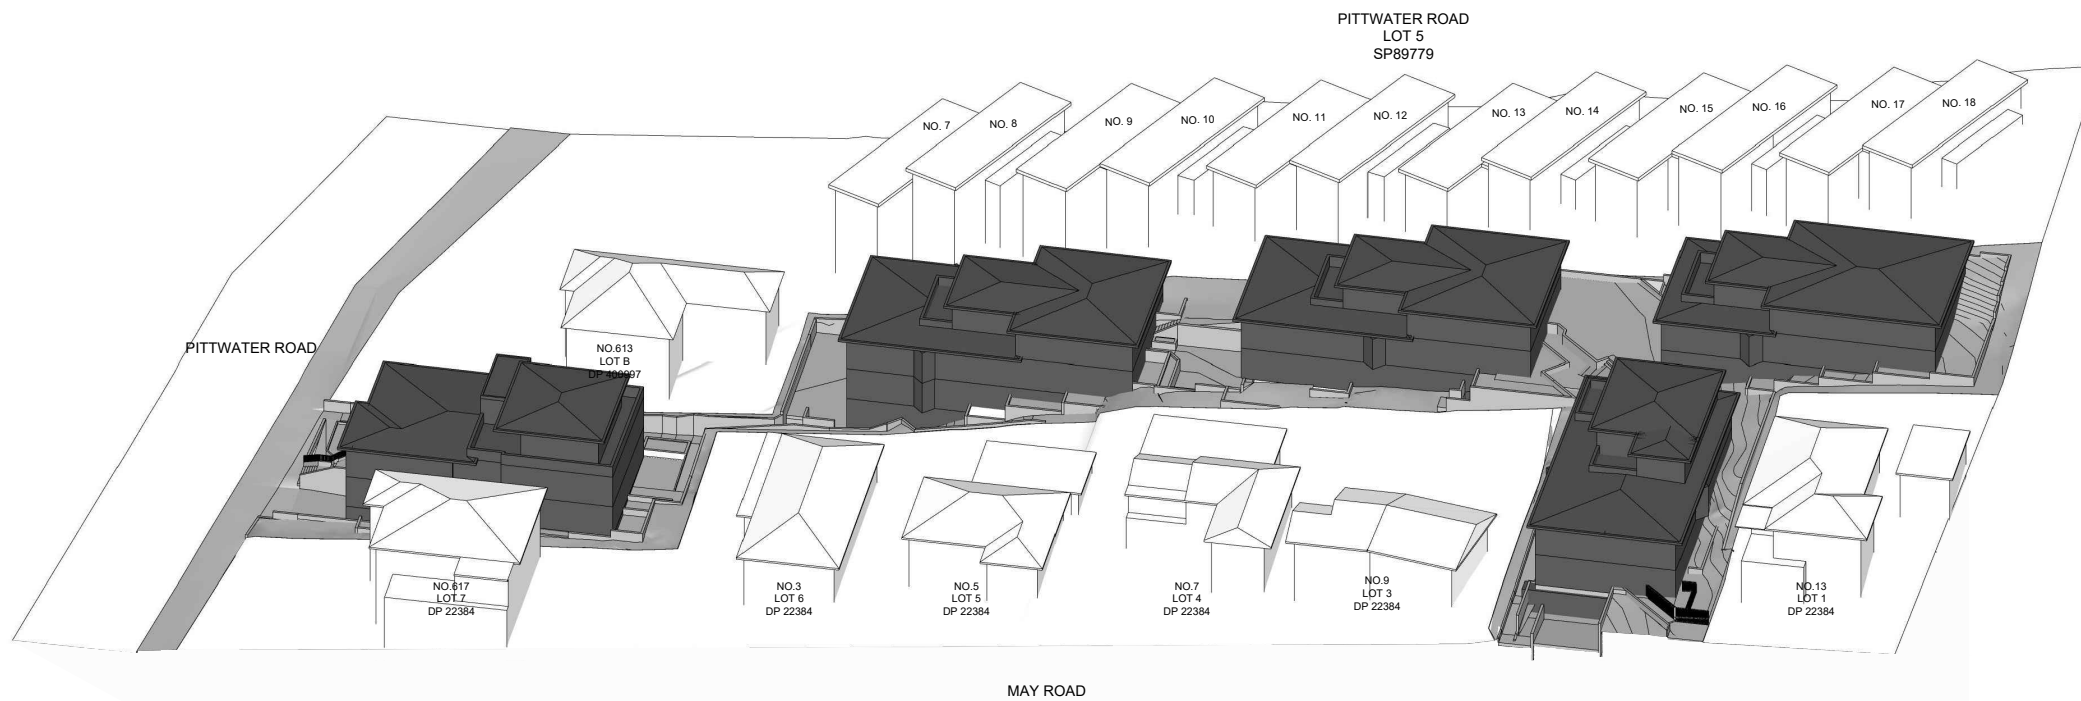 PITTWATER ROAD
LOT 5
SP89779
NO. 7
NO. 8
NO. 9
NO. 10
NO. 11
NO. 12
NO. 13
NO. 14
NO. 15
NO. 16
NO. 17
NO. 18
PITTWATER ROAD
NO.613
LOT B
DP 400997
NO.617
LOT 7
DP 22384
NO.3
LOT 6
DP 22384
NO.5
LOT 5
DP 22384
NO.7
LOT 4
DP 22384
NO.9
LOT 3
DP 22384
NO.13
LOT 1
DP 22384
MAY ROAD